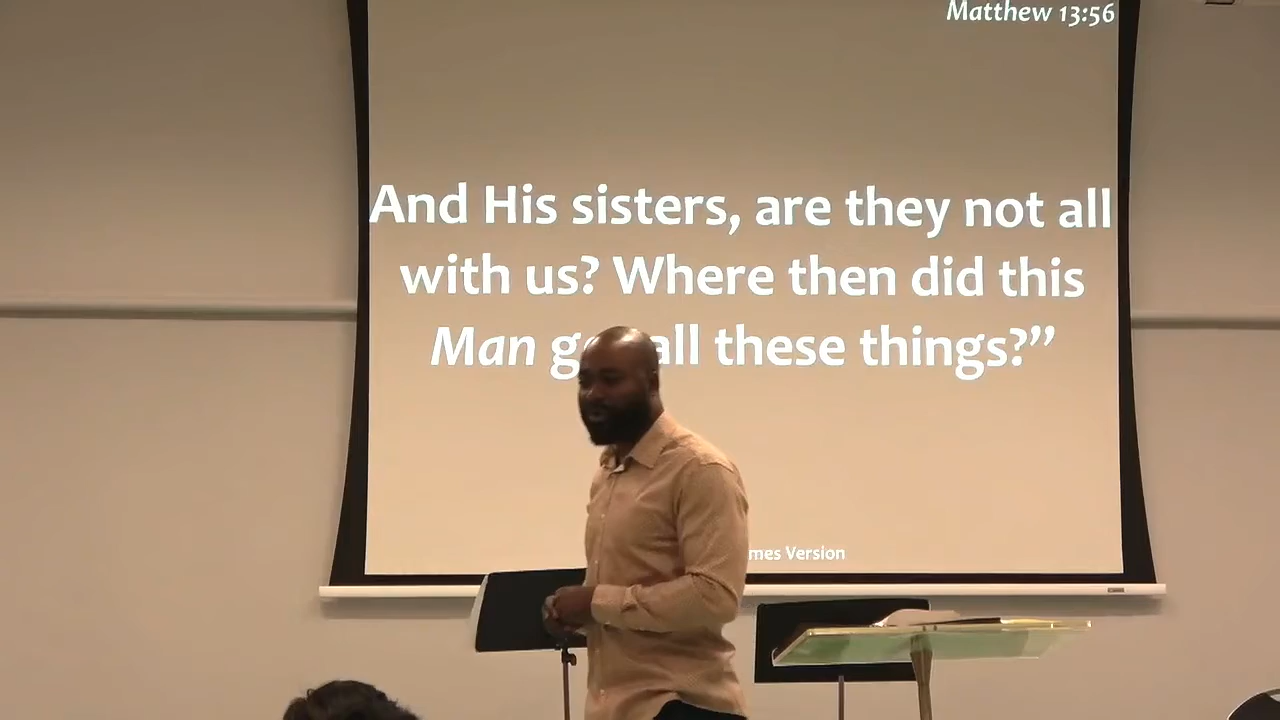 Matthew 13:56
And His sisters, are they not all
with us? Where then did this
Man all these things?”
Version